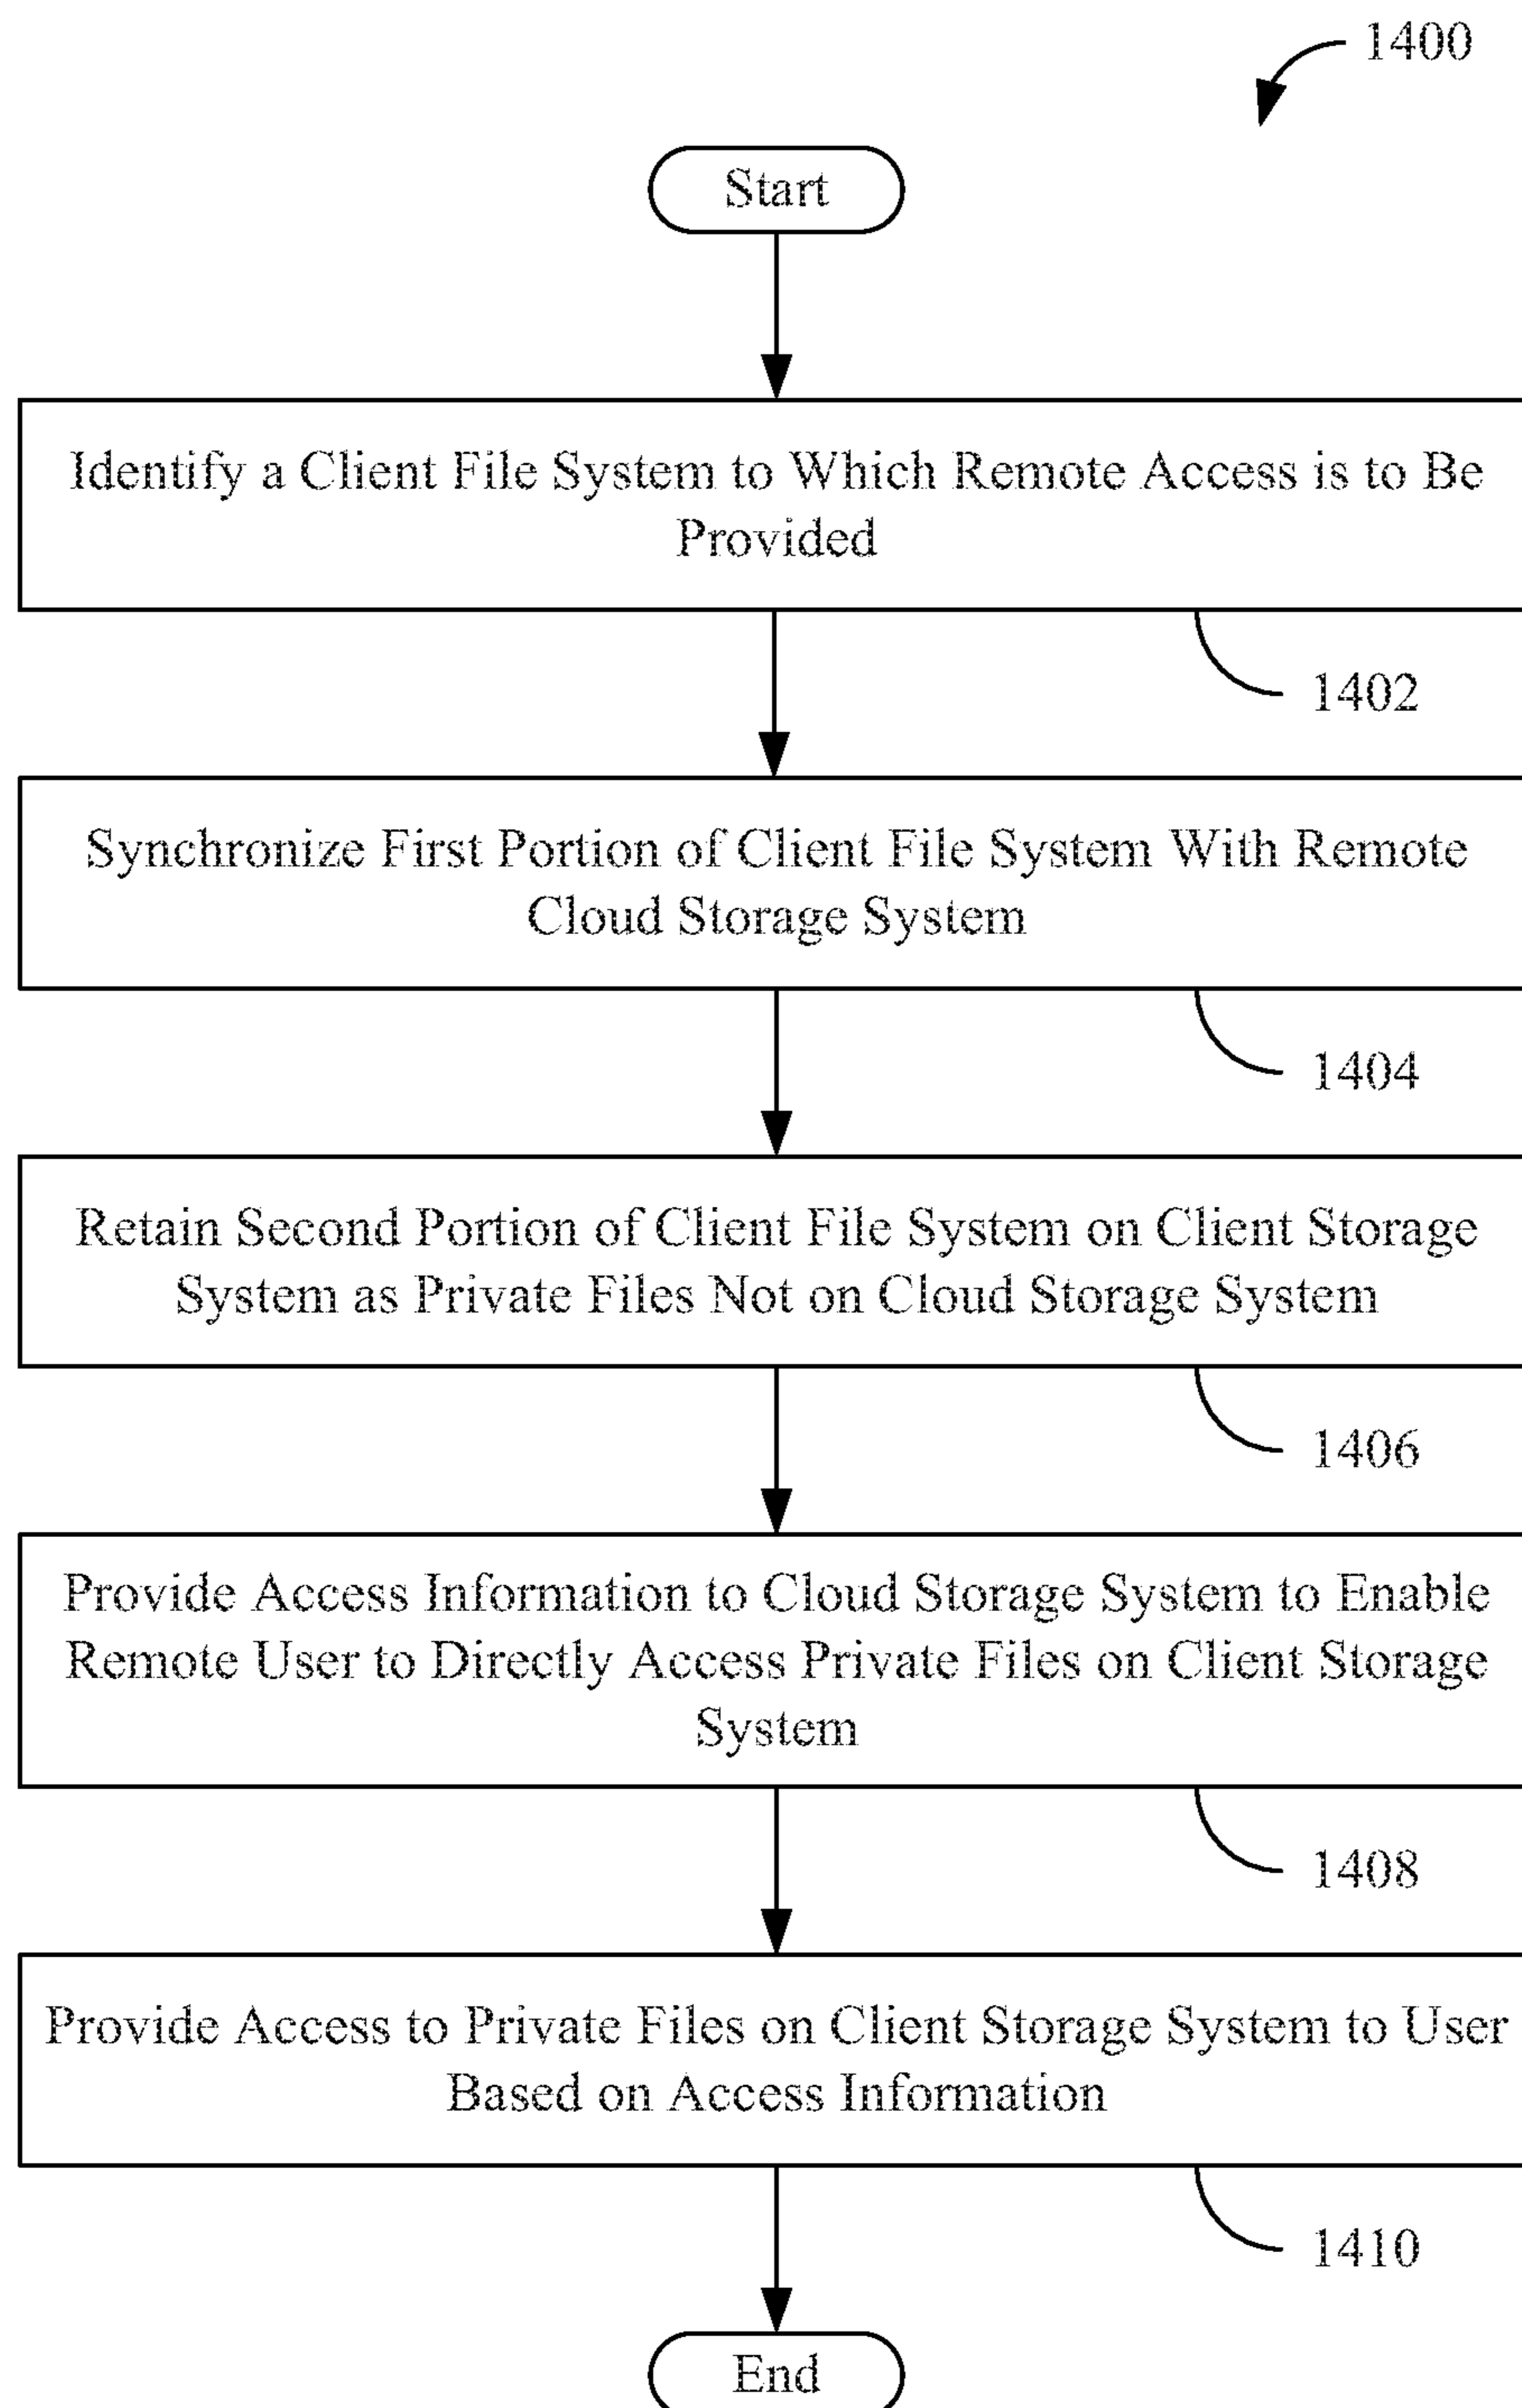 1400
Start
Identify a Client File System to Which Remote Access is to Be
Provided
1402
Synchronize First Portion of Client File System With Remote
Cloud Storage System
1404
Retain Second Portion of Client File System on Client Storage
System as Private Files Not on Cloud Storage System
1406
Provide Access Information to Cloud Storage System to Enable
Remote User to Directly Access Private Files on Client Storage
System
1408
Provide Access to Private Files on Client Storage System to User
Based on Access Information
1410
End